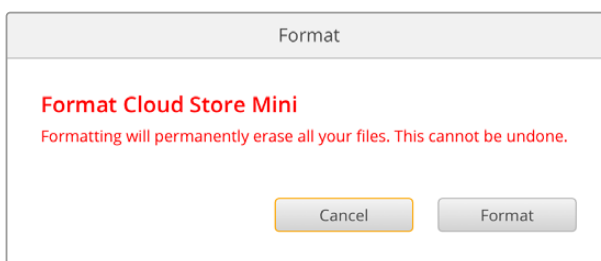 Format
Format Cloud Store Mini
Formatting will permanently erase all your files. This cannot be undone.
Cancel Format